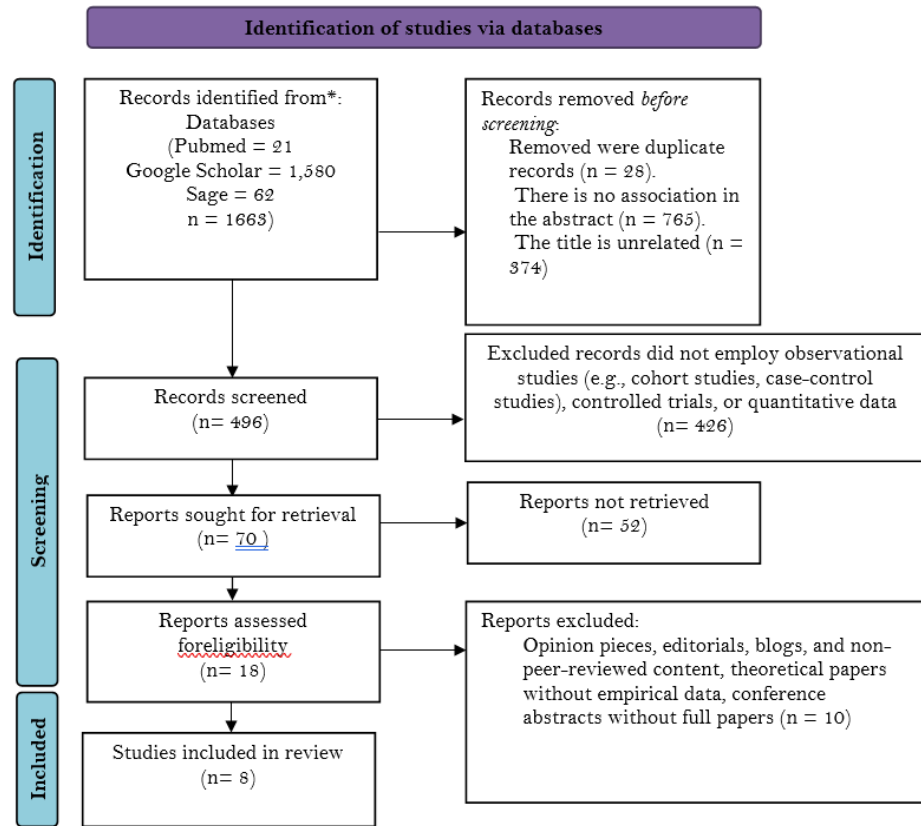 Identification of studies via databases
Identification
Records identified from*:
Databases
(Pubmed = 21
Google Scholar = 1,580
Sage = 62
n = 1663)
Records removed before
screening:
Removed were duplicate
records (n = 28).
There is no association in
the abstract (n = 765).
The title is unrelated (n =
374)
Screening
Records screened
(n= 496)
Excluded records did not employ observational
studies (e.g., cohort studies, case-control
studies), controlled trials, or quantitative data
(n= 426)
Reports sought for retrieval
(n= 70 )
Reports not retrieved
(n= 52)
Reports assessed
foreligibility
(n= 18)
Reports excluded:
Opinion pieces, editorials, blogs, and non-
peer-reviewed content, theoretical papers
without empirical data, conference
abstracts without full papers (n = 10)
Included
Studies included in review
(n= 8)